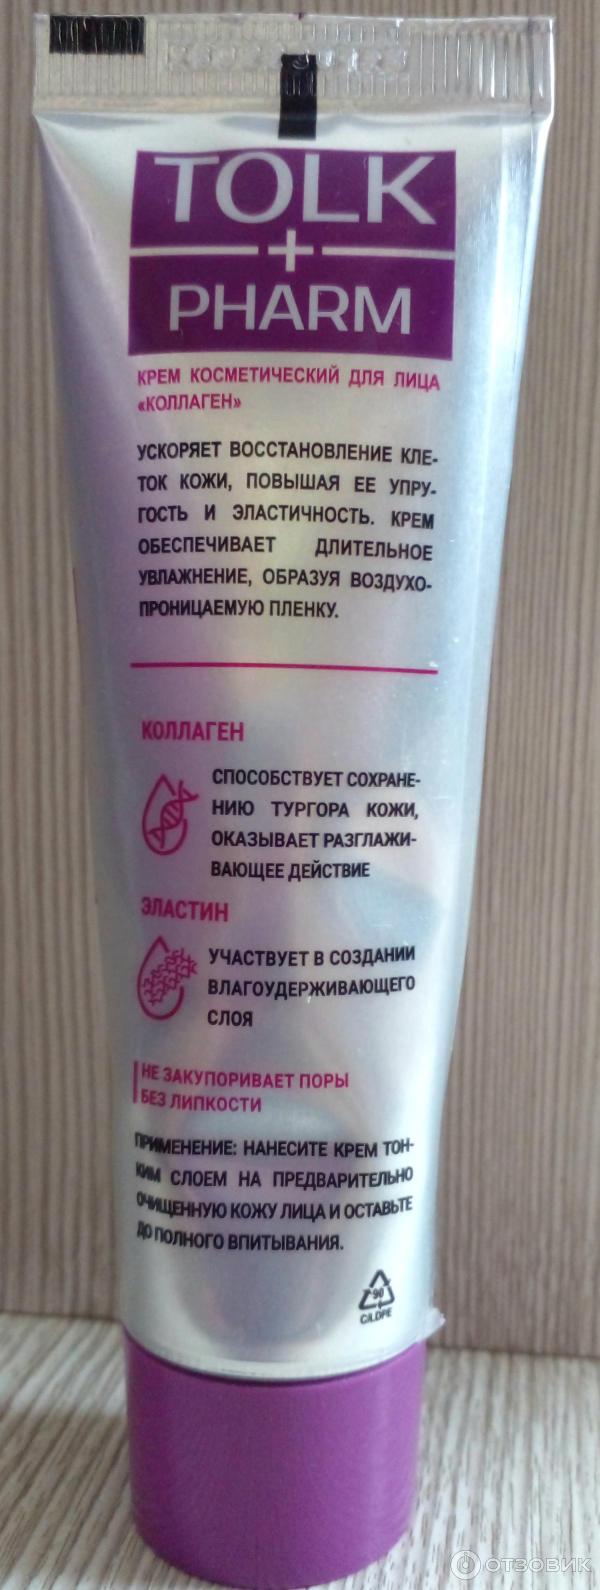 TOLK
+
PHARM
КРЕМ КОСМЕТИЧЕСКИЙ ДЛЯ ЛИЦА
«КОЛЛАГЕН»
УСКОРЯЕТ ВОССТАНОВЛЕНИЕ КЛЕ-
ТОК КОЖИ, ПОВЫШАЯ ЕЕ УПРУ-
ГОСТЬ И ЭЛАСТИЧНОСТЬ. КРЕМ
ОБЕСПЕЧИВАЕТ ДЛИТЕЛЬНОЕ
УВЛАЖНЕНИЕ, ОБРАЗУЯ ВОЗДУХО-
ПРОНИЦАЕМУЮ ПЛЕНКУ.
КОЛЛАГЕН
СПОСОБСТВУЕТ СОХРАНЕ-
НИЮ ТУРГОРА КОЖИ,
ОКАЗЫВАЕТ РАЗГЛАЖИ-
ВАЮЩЕЕ ДЕЙСТВИЕ
ЭЛАСТИН
УЧАСТВУЕТ В СОЗДАНИИ
ВЛАГОУДЕРЖИВАЮЩЕГО
СЛОЯ
НЕ ЗАКУПОРИВАЕТ ПОРЫ
БЕЗ ЛИПКОСТИ
ПРИМЕНЕНИЕ: НАНЕСИТЕ КРЕМ ТОН-
КИМ СЛОЕМ НА ПРЕДВАРИТЕЛЬНО
ОЧИЩЕННУЮ КОЖУ ЛИЦА И ОСТАВЬТЕ
ДО ПОЛНОГО ВПИТЫВАНИЯ.
90
C/LDPE
ОТЗОВИК